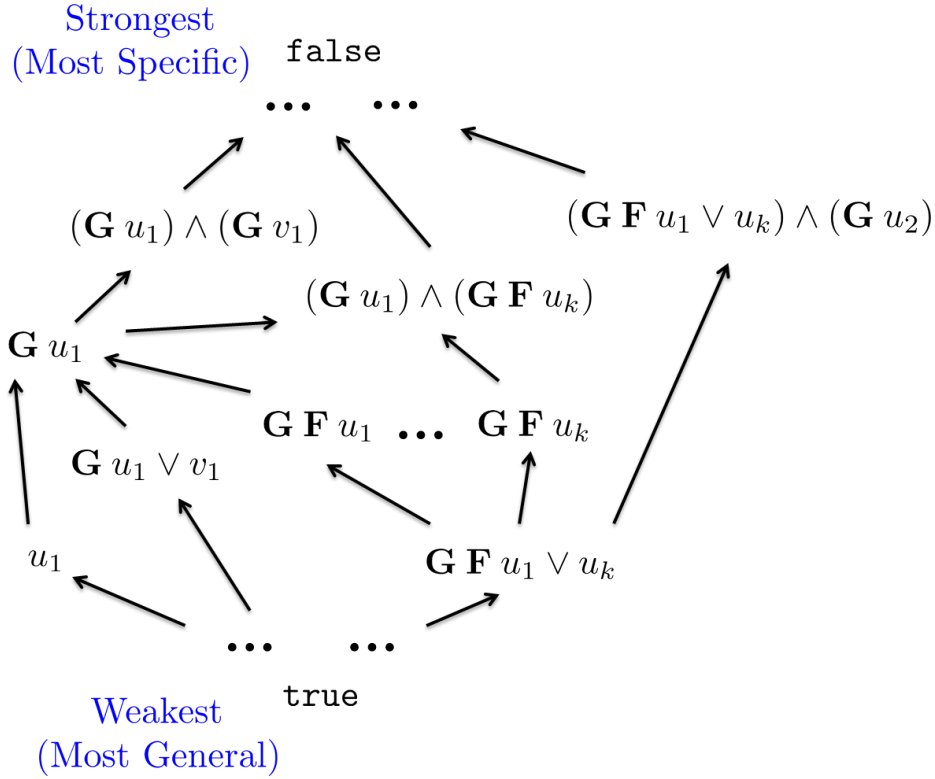 Strongest
(Most Specific)
false
... ...
(G u₁) ∧ (G v₁)
(G F u₁ ∨ uₖ) ∧ (G u₂)
(G u₁) ∧ (G F uₖ)
G u₁
G F u₁ ... G F uₖ
G u₁ ∨ v₁
u₁
G F u₁ ∨ uₖ
... ...
true
Weakest
(Most General)